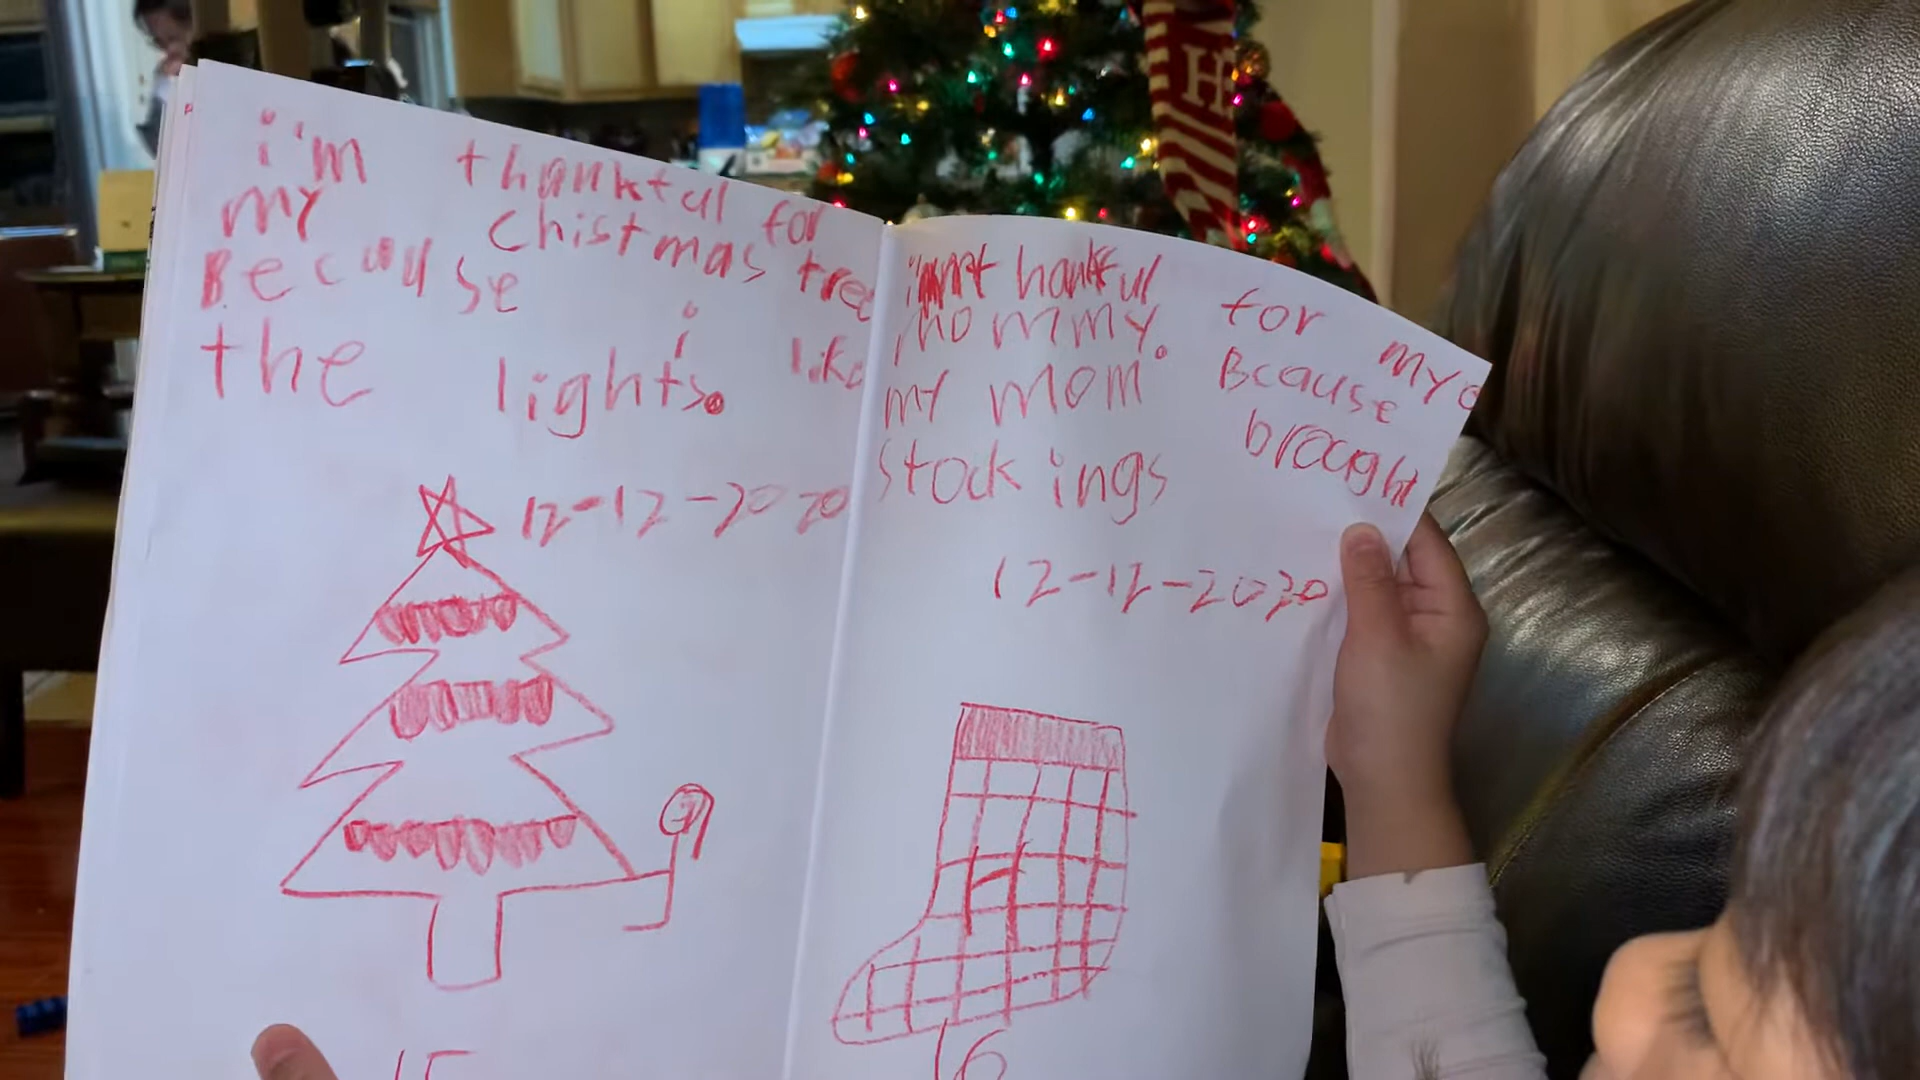 i'm thankful for
my Chistmas tree
Because i like
the lights.
12-12-2020
15
i'm thankful for my
mommy. Bcause
my mom brought
stockings
12-12-2020
16
H